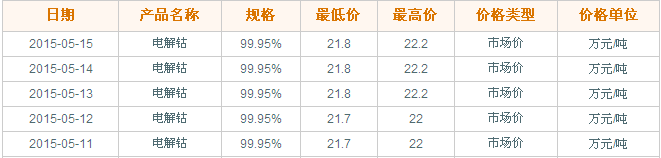 日期 产品名称 规格 最低价 最高价 价格类型 价格单位
2015-05-15 电解钴 99.95% 21.8 22.2 市场价 万元/吨
2015-05-14 电解钴 99.95% 21.8 22.2 市场价 万元/吨
2015-05-13 电解钴 99.95% 21.8 22.2 市场价 万元/吨
2015-05-12 电解钴 99.95% 21.7 22 市场价 万元/吨
2015-05-11 电解钴 99.95% 21.7 22 市场价 万元/吨